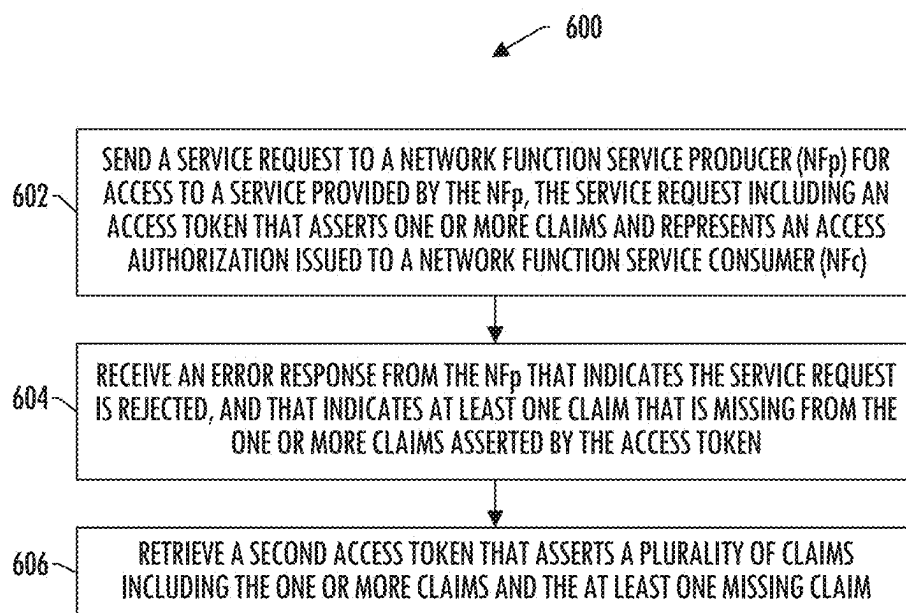 600
602
SEND A SERVICE REQUEST TO A NETWORK FUNCTION SERVICE PRODUCER (NFp) FOR
ACCESS TO A SERVICE PROVIDED BY THE NFp, THE SERVICE REQUEST INCLUDING AN
ACCESS TOKEN THAT ASSERTS ONE OR MORE CLAIMS AND REPRESENTS AN ACCESS
AUTHORIZATION ISSUED TO A NETWORK FUNCTION SERVICE CONSUMER (NFc)
604
RECEIVE AN ERROR RESPONSE FROM THE NFp THAT INDICATES THE SERVICE REQUEST
IS REJECTED, AND THAT INDICATES AT LEAST ONE CLAIM THAT IS MISSING FROM THE
ONE OR MORE CLAIMS ASSERTED BY THE ACCESS TOKEN
606
RETRIEVE A SECOND ACCESS TOKEN THAT ASSERTS A PLURALITY OF CLAIMS
INCLUDING THE ONE OR MORE CLAIMS AND THE AT LEAST ONE MISSING CLAIM